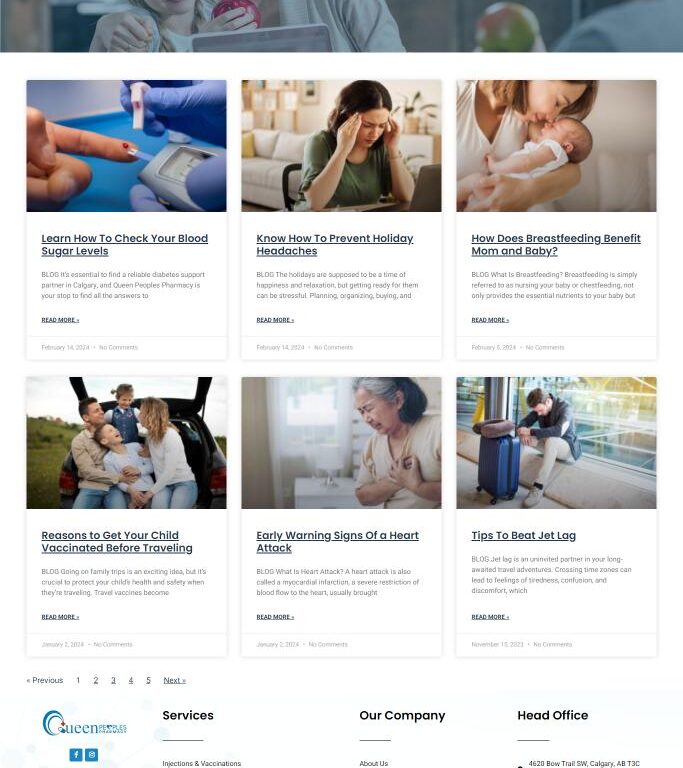 Learn How To Check Your Blood
Sugar Levels
BLOG It's essential to find a reliable diabetes support
partner in Calgary, and Queen Peoples Pharmacy is
your stop to find all the answers to
READ MORE »
February 14, 2024 • No Comments
Know How To Prevent Holiday
Headaches
BLOG The holidays are supposed to be a time of
happiness and relaxation, but getting ready for them
can be stressful. Planning, organizing, buying, and
READ MORE »
February 14, 2024 • No Comments
How Does Breastfeeding Benefit
Mom and Baby?
BLOG What Is Breastfeeding? Breastfeeding is simply
referred to as nursing your baby or chestfeeding, not
only provides the essential nutrients to your baby but
READ MORE »
February 5, 2024 • No Comments
Reasons to Get Your Child
Vaccinated Before Traveling
BLOG Going on family trips is an exciting idea, but it's
crucial to protect your child's health and safety when
they're traveling. Travel vaccines become
READ MORE »
January 2, 2024 • No Comments
Early Warning Signs Of a Heart
Attack
BLOG What Is Heart Attack? A heart attack is also
called a myocardial infarction, a severe restriction of
blood flow to the heart, usually brought
READ MORE »
January 2, 2024 • No Comments
Tips To Beat Jet Lag
BLOG Jet lag is an uninvited partner in your long-
awaited travel adventures. Crossing time zones can
lead to feelings of tiredness, confusion, and
discomfort, which
READ MORE »
November 15, 2023 • No Comments
« Previous 1 2 3 4 5 Next »
Queen PEOPLES
PHARMACY
Services
Injections & Vaccinations
Our Company
About Us
Head Office
4620 Bow Trail SW, Calgary, AB T3C